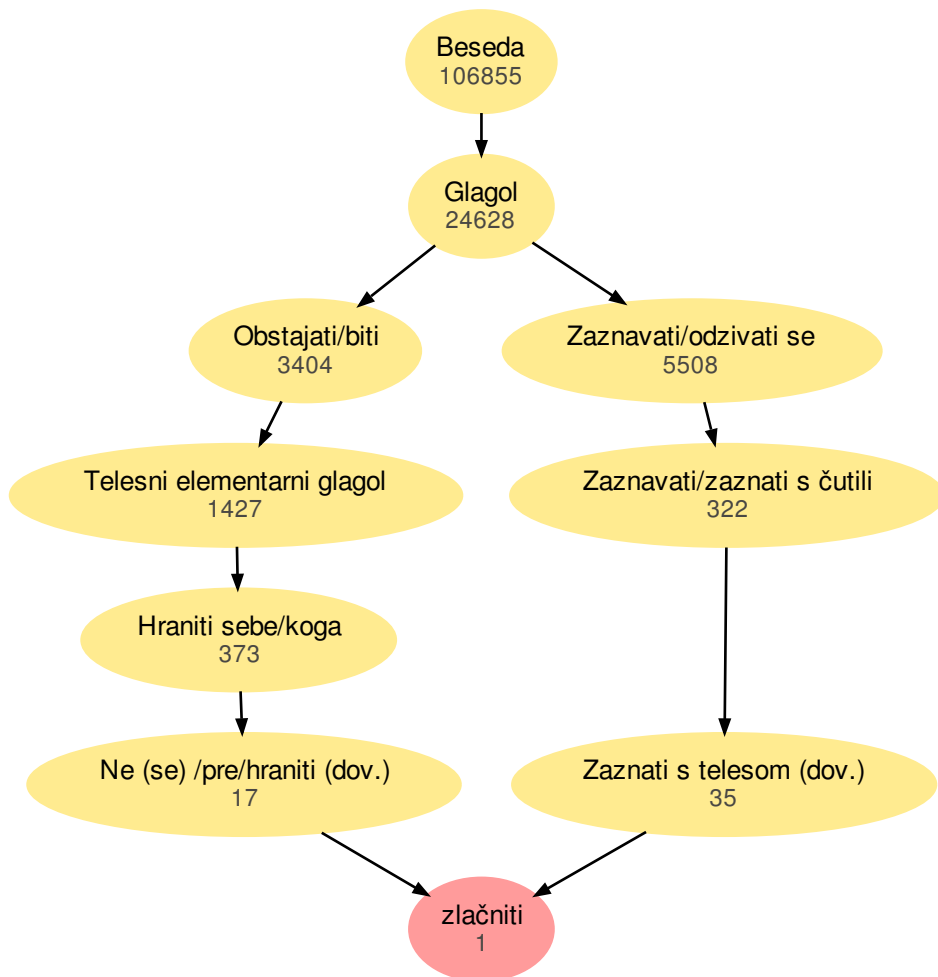 Beseda
106855
Glagol
24628
Obstajati/biti
3404
Zaznavati/odzivati se
5508
Telesni elementarni glagol
1427
Zaznavati/zaznati s čutili
322
Hraniti sebe/koga
373
Ne (se) /pre/hraniti (dov.)
17
Zaznati s telesom (dov.)
35
zlačniti
1